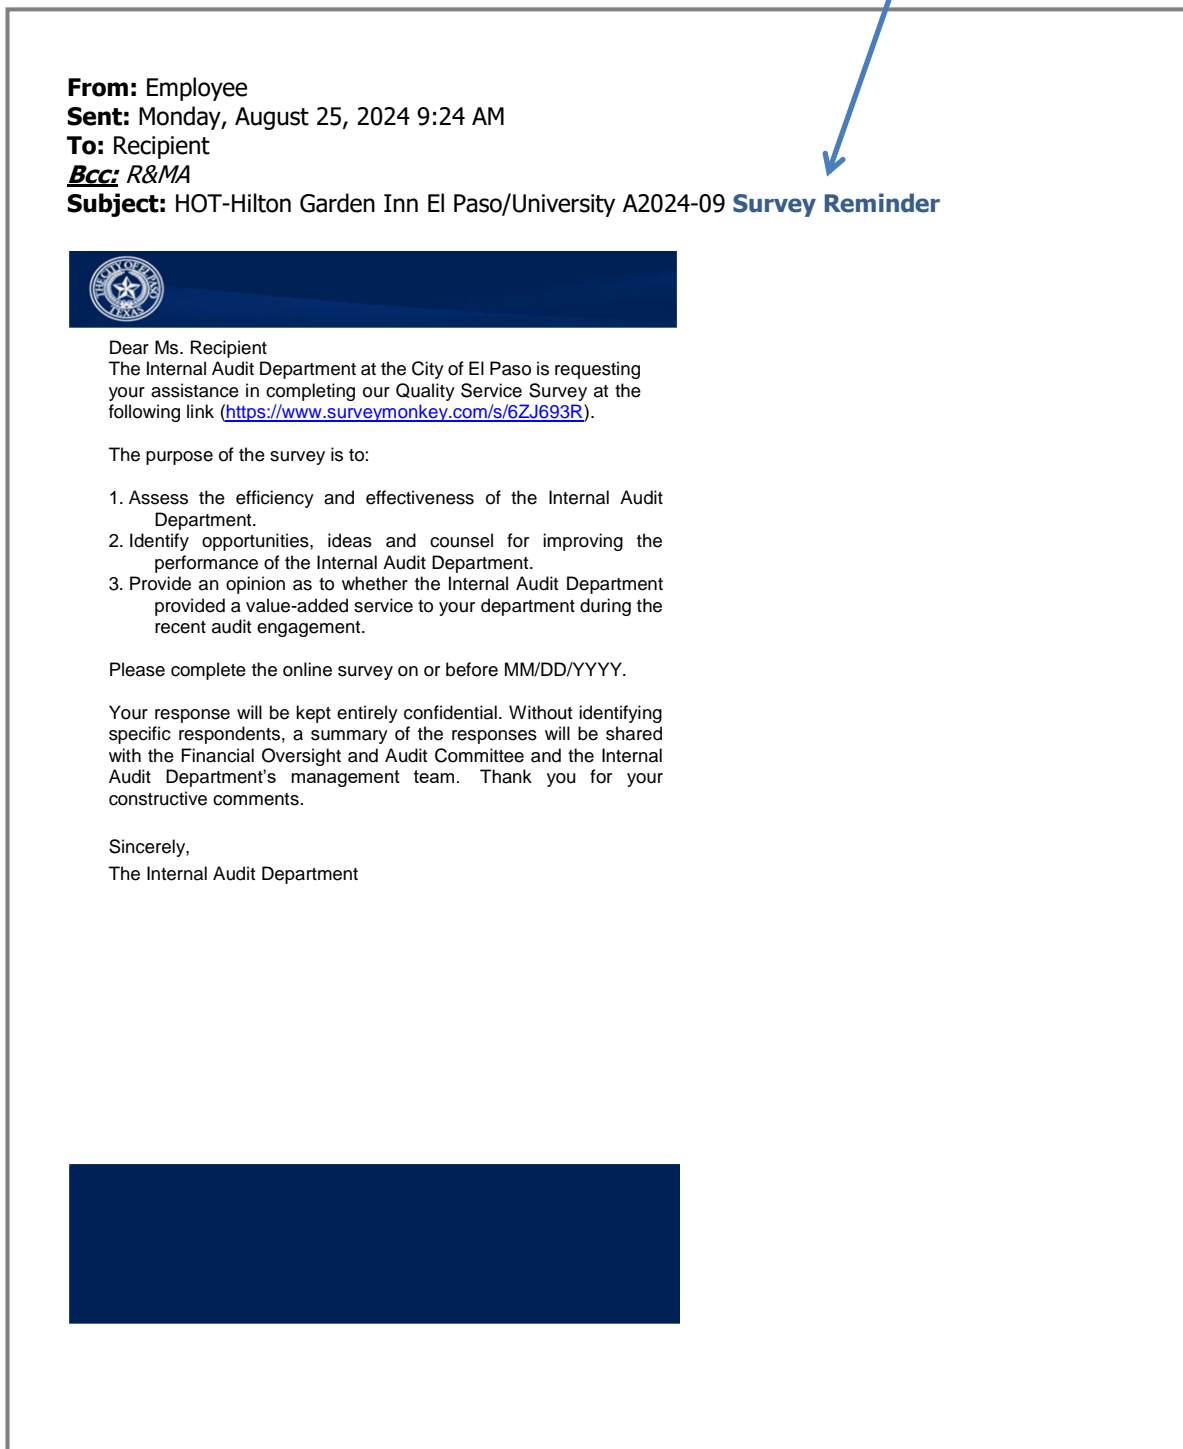 From: Employee
Sent: Monday, August 25, 2024 9:24 AM
To: Recipient
Bcc: R&MA
Subject: HOT-Hilton Garden Inn El Paso/University A2024-09 Survey Reminder
THE CITY OF EL PASO
TEXAS
Dear Ms. Recipient
The Internal Audit Department at the City of El Paso is requesting
your assistance in completing our Quality Service Survey at the
following link (https://www.surveymonkey.com/s/6ZJ693R).
The purpose of the survey is to:
1. Assess the efficiency and effectiveness of the Internal Audit
Department.
2. Identify opportunities, ideas and counsel for improving the
performance of the Internal Audit Department.
3. Provide an opinion as to whether the Internal Audit Department
provided a value-added service to your department during the
recent audit engagement.
Please complete the online survey on or before MM/DD/YYYY.
Your response will be kept entirely confidential. Without identifying
specific respondents, a summary of the responses will be shared
with the Financial Oversight and Audit Committee and the Internal
Audit Department’s management team. Thank you for your
constructive comments.
Sincerely,
The Internal Audit Department